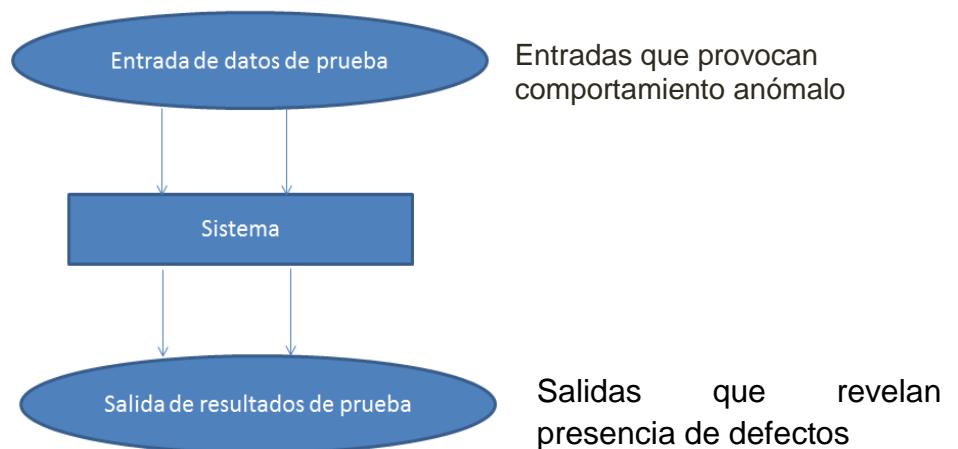 Entrada de datos de prueba
Entradas que provocan
comportamiento anómalo
Sistema
Salida de resultados de prueba
Salidas que revelan
presencia de defectos